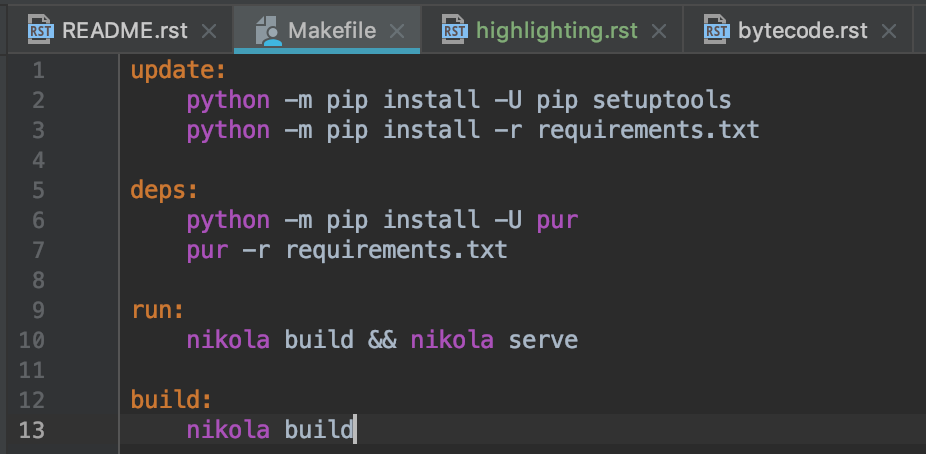 RST README.rst Makefile RST highlighting.rst RST bytecode.rst
1 update:
2 python -m pip install -U pip setuptools
3 python -m pip install -r requirements.txt
4
5 deps:
6 python -m pip install -U pur
7 pur -r requirements.txt
8
9 run:
10 nikola build && nikola serve
11
12 build:
13 nikola build